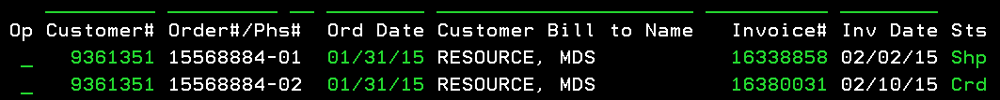 Op Customer# Order#/Phs# Ord Date Customer Bill to Name Invoice# Inv Date Sts
_ 9361351 15568884-01 01/31/15 RESOURCE, MDS 16338858 02/02/15 Shp
_ 9361351 15568884-02 01/31/15 RESOURCE, MDS 16380031 02/10/15 Crd